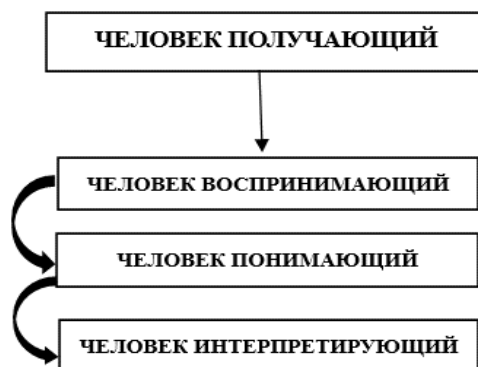 ЧЕЛОВЕК ПОЛУЧАЮЩИЙ
ЧЕЛОВЕК ВОСПРИНИМАЮЩИЙ
ЧЕЛОВЕК ПОНИМАЮЩИЙ
ЧЕЛОВЕК ИНТЕРПРЕТИРУЮЩИЙ